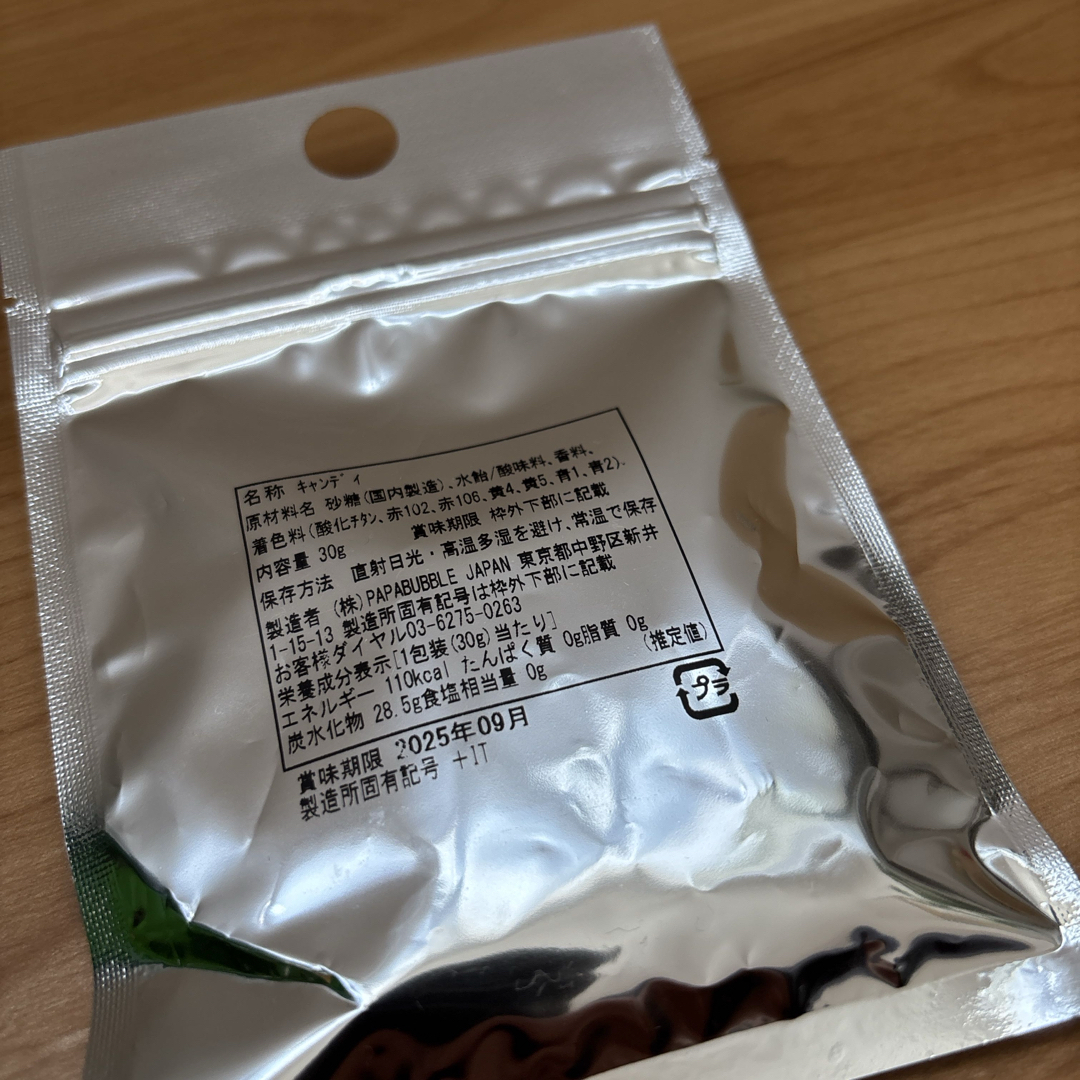 名称 ｷｬﾝﾃﾞｨ
原材料名 砂糖(国内製造)、水飴/酸味料、香料、
着色料(酸化ﾁﾀﾝ、赤102、赤106、黄4、黄5、青1、青2)、
内容量 30g 賞味期限 枠外下部に記載
保存方法 直射日光・高温多湿を避け、常温で保存
製造者 (株)PAPABUBBLE JAPAN 東京都中野区新井
1-15-13 製造所固有記号は枠外下部に記載
お客様ダイヤル03-6275-0263
栄養成分表示[1包装(30g)当たり]
エネルギー 110kcal たんぱく質 0g脂質 0g
炭水化物 28.5g食塩相当量 0g (推定値)
プラ
賞味期限 2025年09月
製造所固有記号 +IT